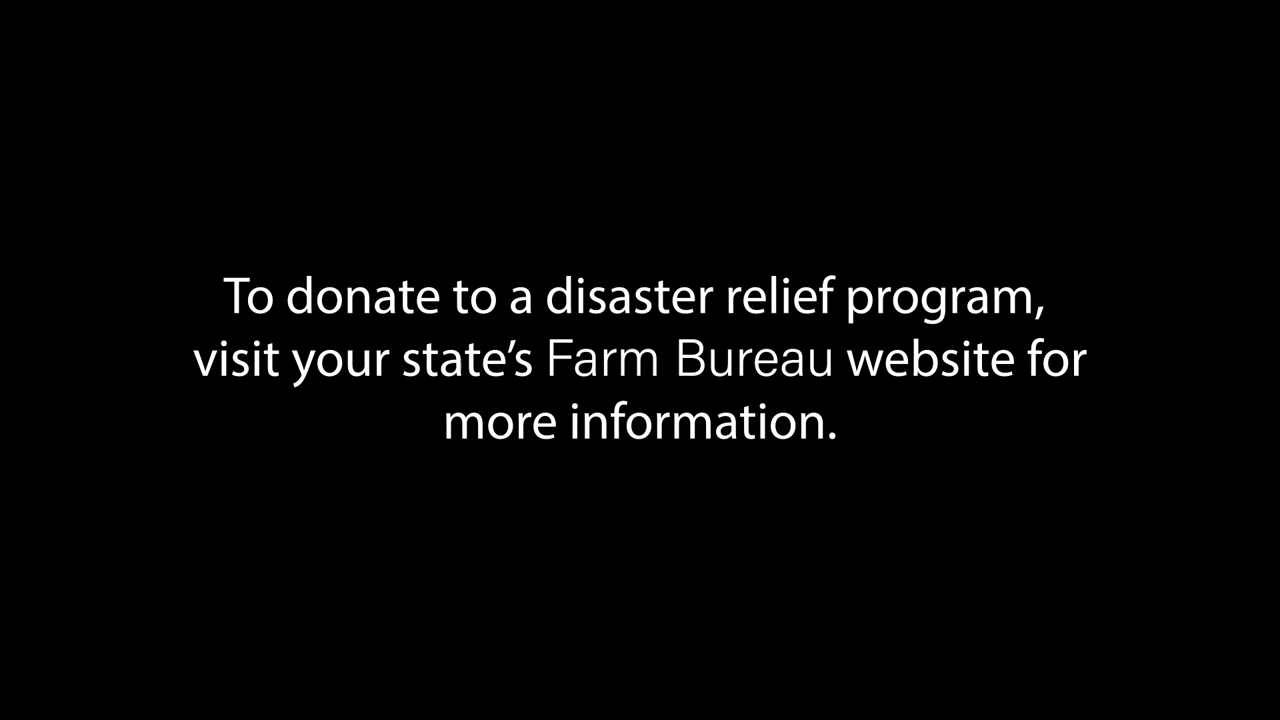 To donate to a disaster relief program,
visit your state’s Farm Bureau website for
more information.